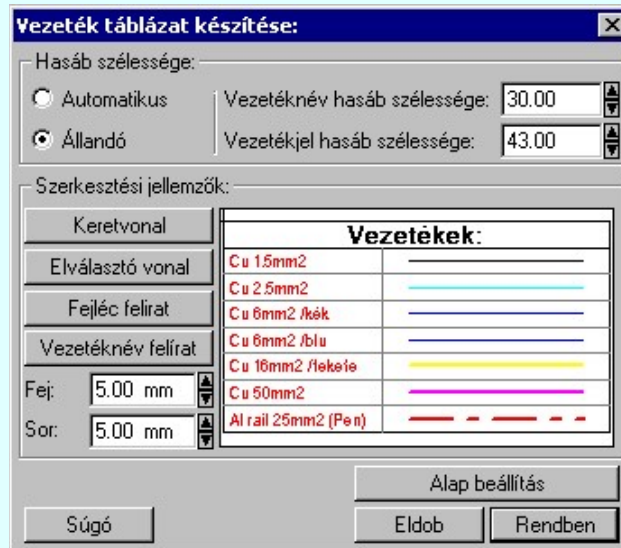 Vezeték táblázat készítése:
Hasáb szélessége:
Automatikus
Vezetéknév hasáb szélessége: 30.00
Állandó
Vezetékjel hasáb szélessége: 43.00
Szerkesztési jellemzők:
Keretvonal
Elválasztó vonal
Fejléc felirat
Vezetéknév felírat
Fej: 5.00 mm
Sor: 5.00 mm
Vezetékek:
Cu 1.5mm2
Cu 2.5mm2
Cu 6mm2 /kék
Cu 6mm2 /blu
Cu 16mm2 /fekete
Cu 50mm2
Al rail 25mm2 (Pen)
Alap beállítás
Súgó
Eldob
Rendben